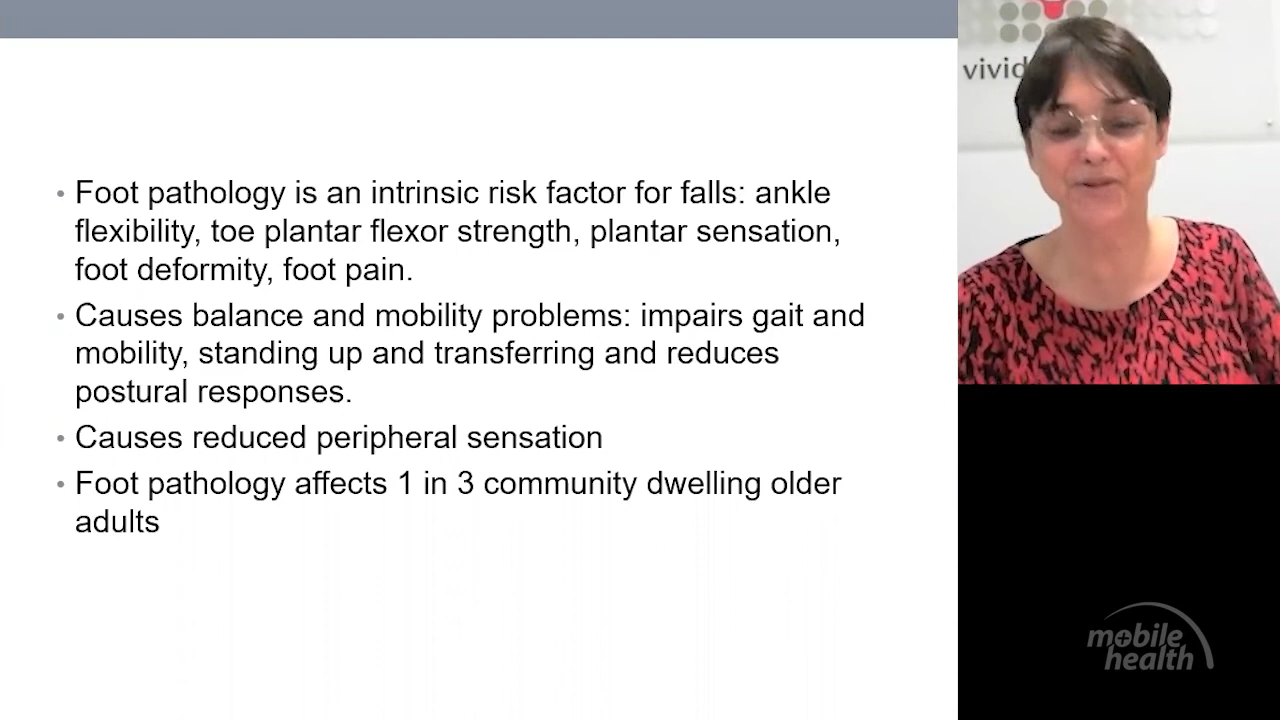 • Foot pathology is an intrinsic risk factor for falls: ankle
flexibility, toe plantar flexor strength, plantar sensation,
foot deformity, foot pain.
• Causes balance and mobility problems: impairs gait and
mobility, standing up and transferring and reduces
postural responses.
• Causes reduced peripheral sensation
• Foot pathology affects 1 in 3 community dwelling older
adults
vivid
mobile
health